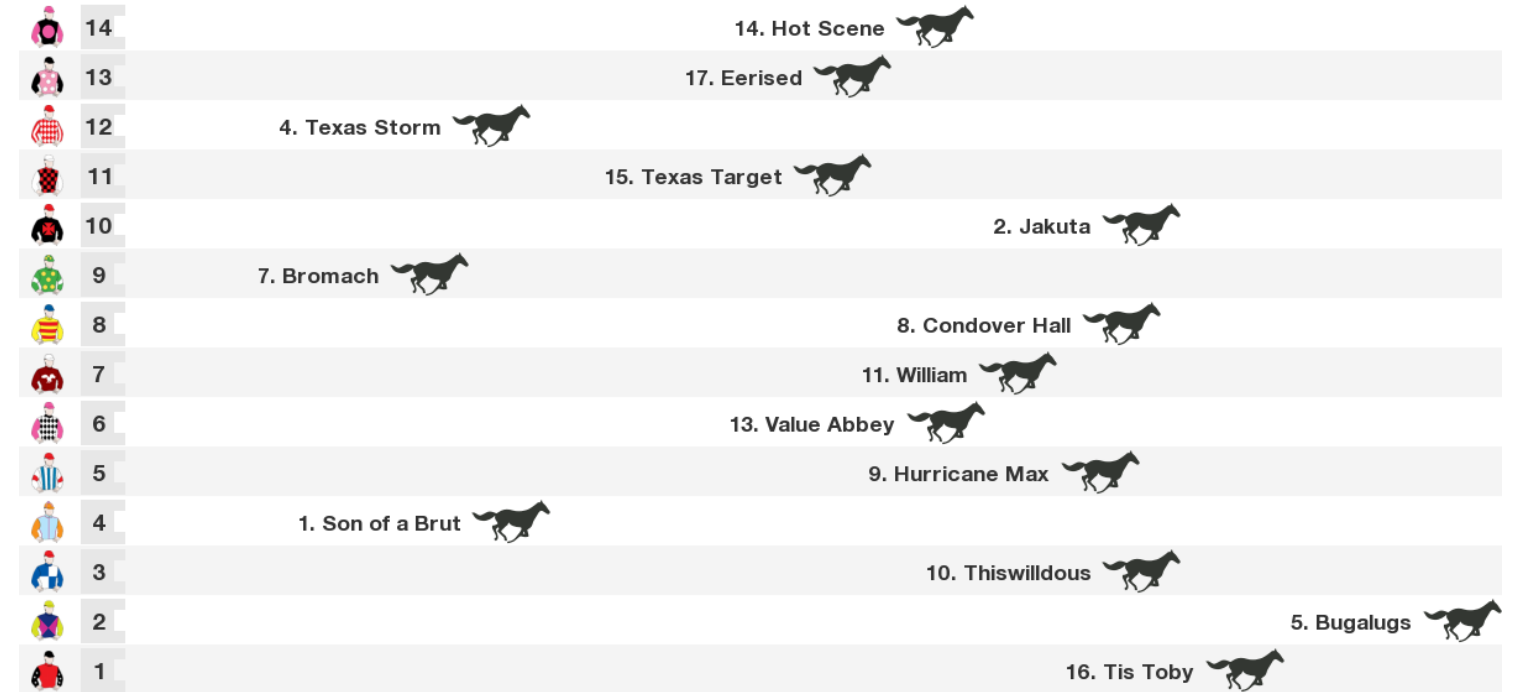 14 14. Hot Scene
13 17. Eerised
12 4. Texas Storm
11 15. Texas Target
10 2. Jakuta
9 7. Bromach
8 8. Condover Hall
7 11. William
6 13. Value Abbey
5 9. Hurricane Max
4 1. Son of a Brut
3 10. Thiswilldous
2 5. Bugalugs
1 16. Tis Toby